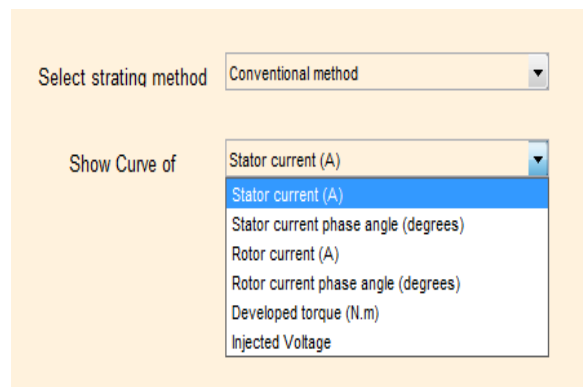 Select strating method Conventional method
Show Curve of Stator current (A)
Stator current (A)
Stator current phase angle (degrees)
Rotor current (A)
Rotor current phase angle (degrees)
Developed torque (N.m)
Injected Voltage